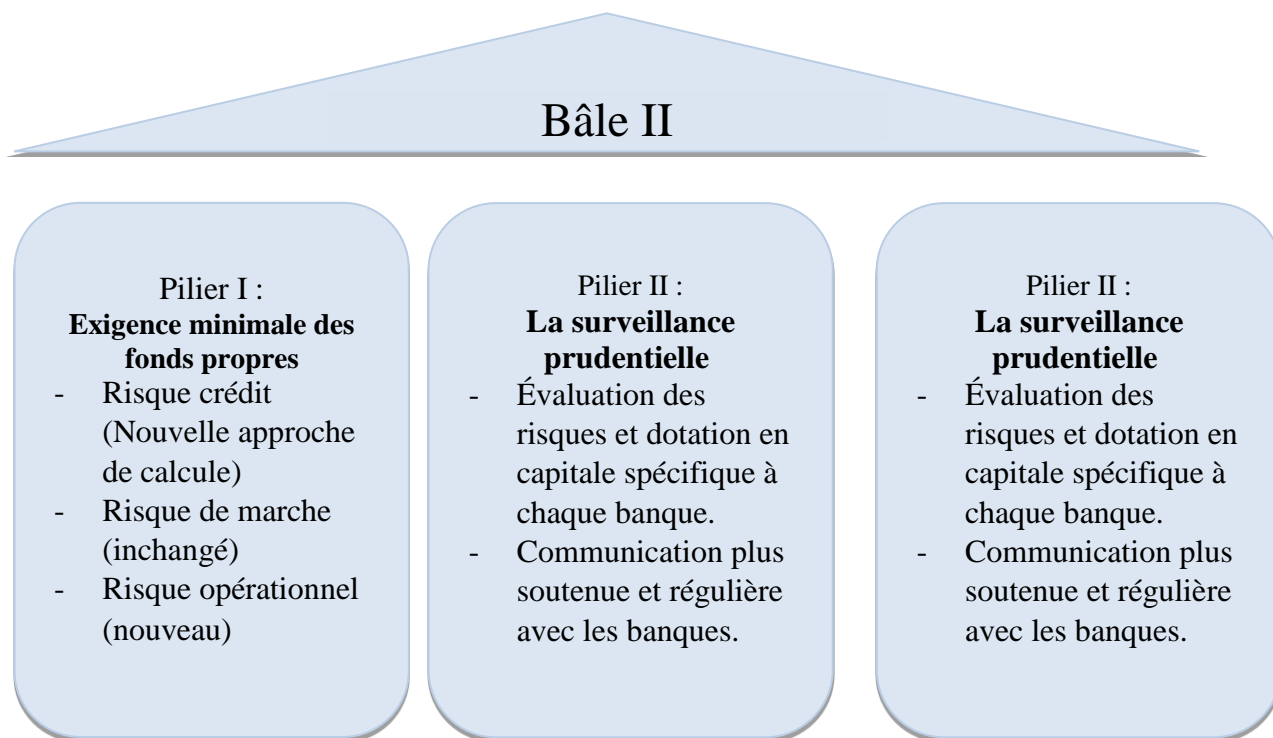 Bâle II
Pilier I :
Exigence minimale des
fonds propres
- Risque crédit
(Nouvelle approche
de calcule)
- Risque de marche
(inchangé)
- Risque opérationnel
(nouveau)
Pilier II :
La surveillance
prudentielle
- Évaluation des
risques et dotation en
capitale spécifique à
chaque banque.
- Communication plus
soutenue et régulière
avec les banques.
Pilier II :
La surveillance
prudentielle
- Évaluation des
risques et dotation en
capitale spécifique à
chaque banque.
- Communication plus
soutenue et régulière
avec les banques.